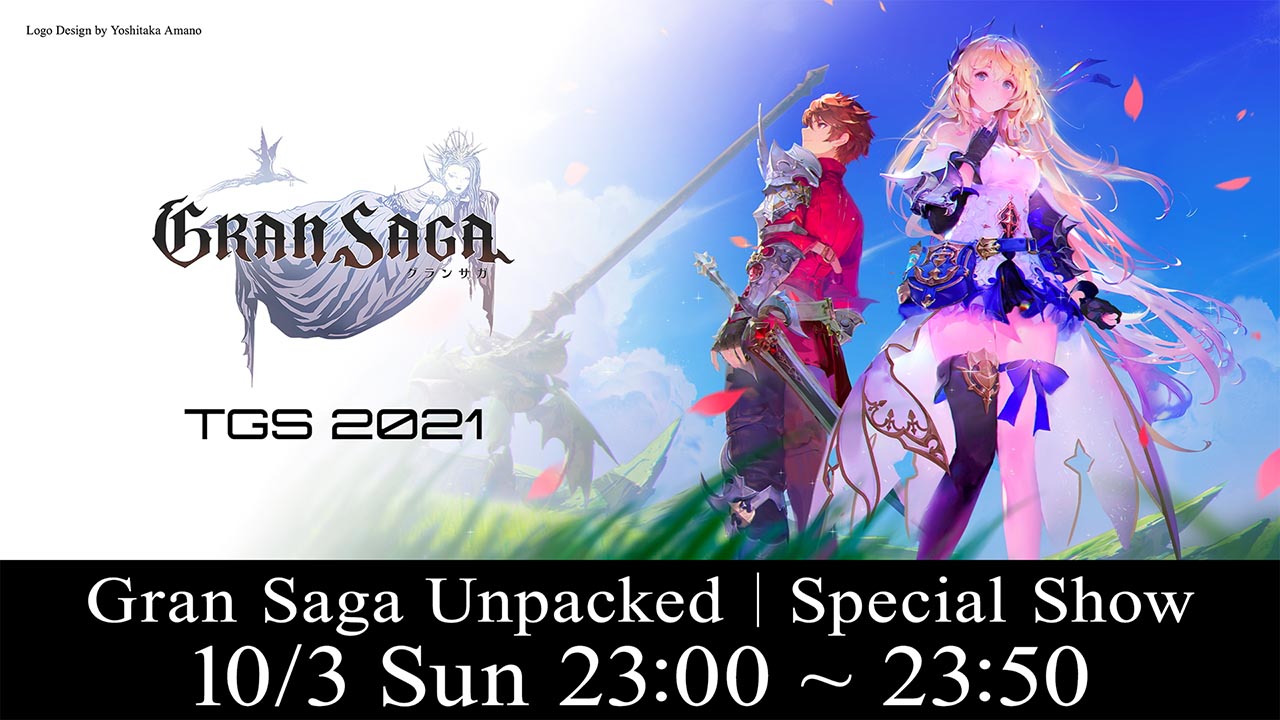 Logo Design by Yoshitaka Amano
GRAN SAGA
グランサガ
TGS 2021
Gran Saga Unpacked | Special Show
10/3 Sun 23:00 ~ 23:50